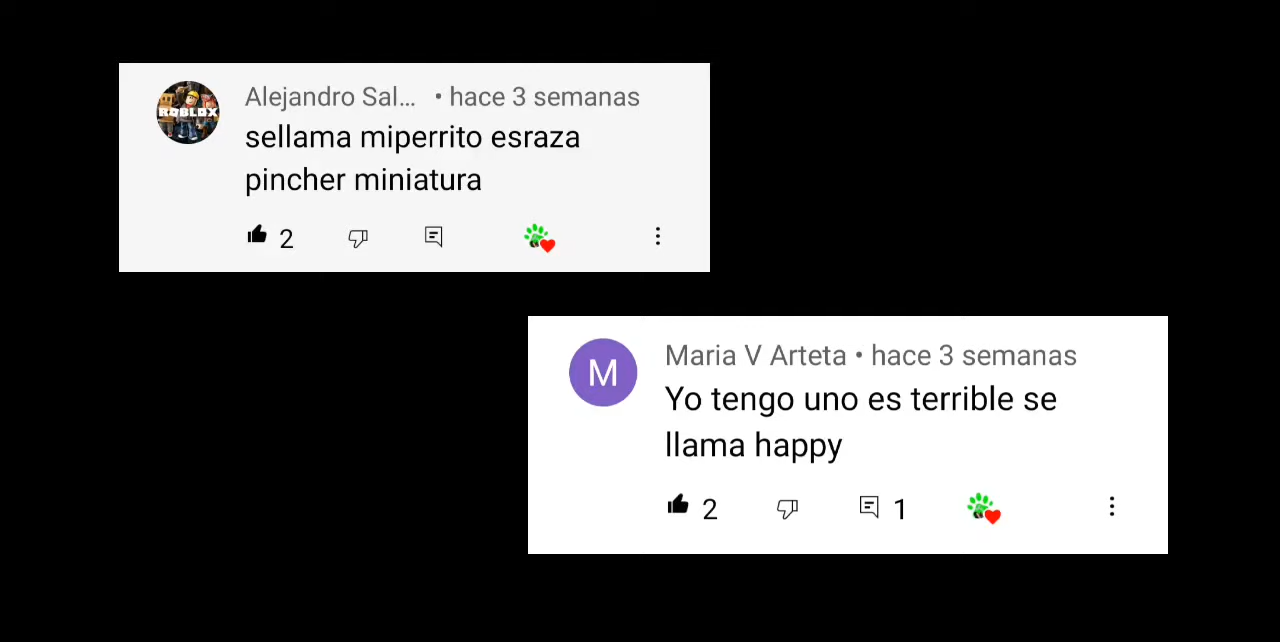 Alejandro Sal... • hace 3 semanas
ROBLOX
sellama miperrito esraza
pincher miniatura
2
Maria V Arteta • hace 3 semanas
M
Yo tengo uno es terrible se
llama happy
2 1